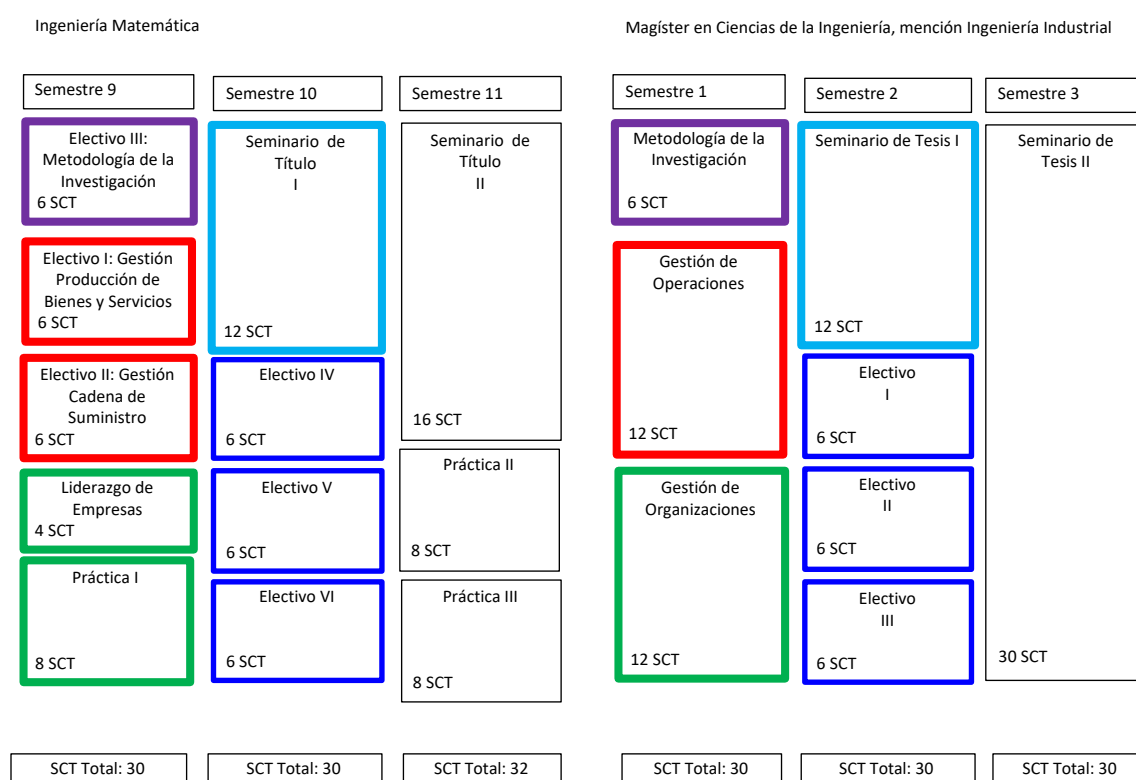 Ingeniería Matemática
Semestre 9
Electivo III:
Metodología de la
Investigación
6 SCT
Electivo I: Gestión
Producción de
Bienes y Servicios
6 SCT
Electivo II: Gestión
Cadena de
Suministro
6 SCT
Liderazgo de
Empresas
4 SCT
Práctica I
8 SCT
SCT Total: 30
Semestre 10
Seminario de
Título
I
12 SCT
Electivo IV
6 SCT
Electivo V
6 SCT
Electivo VI
6 SCT
SCT Total: 30
Semestre 11
Seminario de
Título
II
16 SCT
Práctica II
8 SCT
Práctica III
8 SCT
SCT Total: 32
Magíster en Ciencias de la Ingeniería, mención Ingeniería Industrial
Semestre 1
Metodología de la
Investigación
6 SCT
Gestión de
Operaciones
12 SCT
Gestión de
Organizaciones
12 SCT
SCT Total: 30
Semestre 2
Seminario de Tesis I
12 SCT
Electivo
I
6 SCT
Electivo
II
6 SCT
Electivo
III
6 SCT
SCT Total: 30
Semestre 3
Seminario de
Tesis II
30 SCT
SCT Total: 30